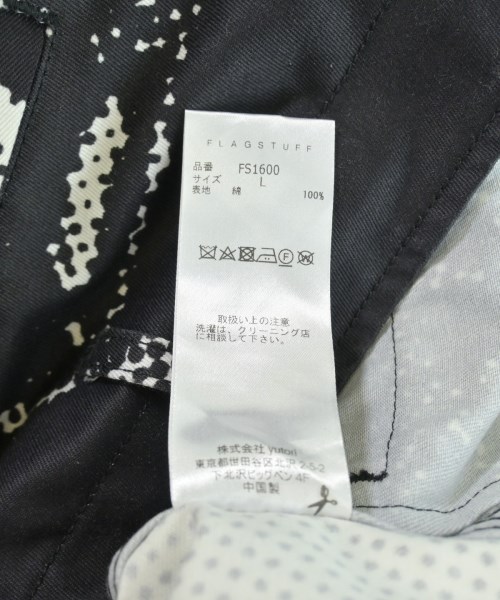 FLAGSTUFF
品番 FS1600
サイズ L
表地 綿 100%
F W
取扱い上の注意
洗濯は、クリーニング店
に相談して下さい。
株式会社 yutori
東京都世田谷区北沢2-5-2
下北沢ビッグベン4F
中国製